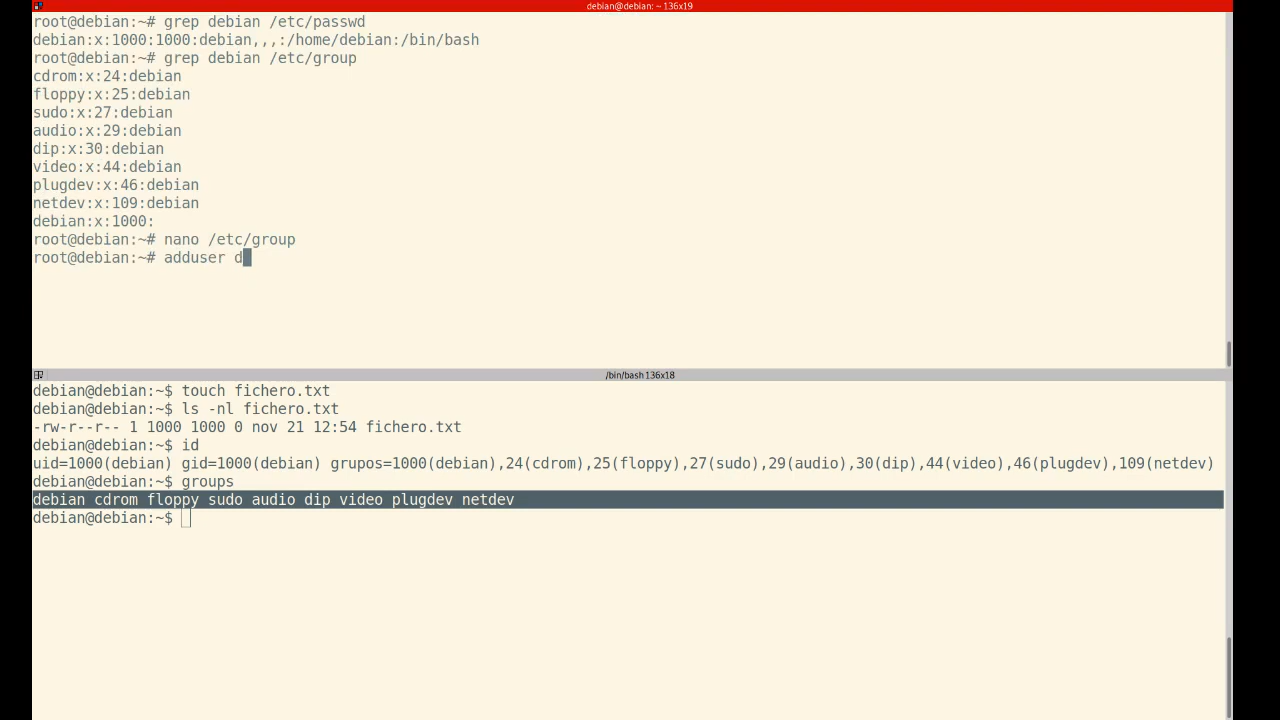 debian@debian: ~ 136x19
root@debian:~# grep debian /etc/passwd
debian:x:1000:1000:debian,,,:/home/debian:/bin/bash
root@debian:~# grep debian /etc/group
cdrom:x:24:debian
floppy:x:25:debian
sudo:x:27:debian
audio:x:29:debian
dip:x:30:debian
video:x:44:debian
plugdev:x:46:debian
netdev:x:109:debian
debian:x:1000:
root@debian:~# nano /etc/group
root@debian:~# adduser d
/bin/bash 136x18
debian@debian:~$ touch fichero.txt
debian@debian:~$ ls -nl fichero.txt
-rw-r--r-- 1 1000 1000 0 nov 21 12:54 fichero.txt
debian@debian:~$ id
uid=1000(debian) gid=1000(debian) grupos=1000(debian),24(cdrom),25(floppy),27(sudo),29(audio),30(dip),44(video),46(plugdev),109(netdev)
debian@debian:~$ groups
debian cdrom floppy sudo audio dip video plugdev netdev
debian@debian:~$